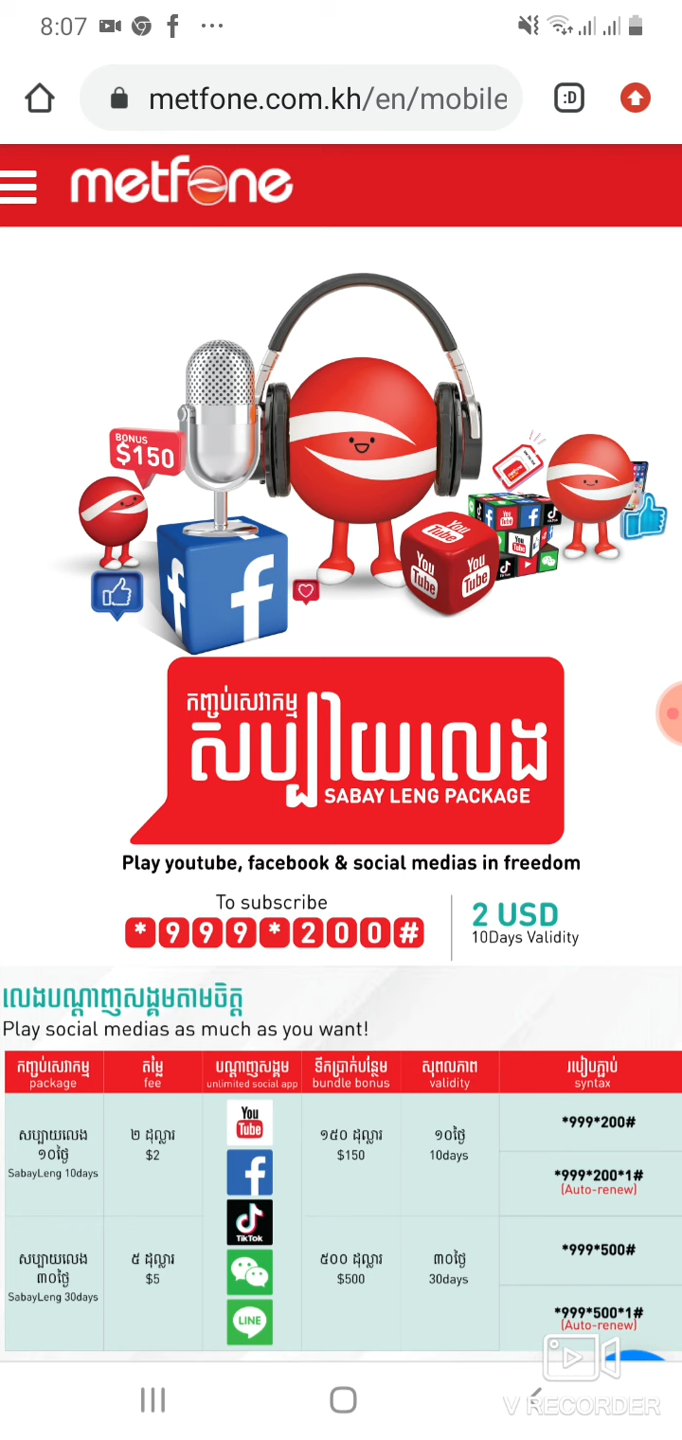 8:07
metfone.com.kh/en/mobile
:D
metfone
BONUS
$150
You
Tube
You
Tube
You
Tube
កញ្ចប់សេវាកម្ម
សប្បាយលេង
SABAY LENG PACKAGE
Play youtube, facebook & social medias in freedom
To subscribe
*999*200#
2 USD
10Days Validity
លេងបណ្តាញសង្គមតាមចិត្ត
Play social medias as much as you want!
កញ្ចប់សេវាកម្ម តម្លៃ បណ្តាញសង្គម ទឹកប្រាក់បន្ថែម សុពលភាព របៀបភ្ជាប់
package fee unlimited social app bundle bonus validity syntax
You
Tube
សប្បាយលេង
១០ថ្ងៃ
SabayLeng 10days
២ ដុល្លារ
$2
១៥០ ដុល្លារ
$150
១០ថ្ងៃ
10days
*999*200#
*999*200*1#
(Auto-renew)
TikTok
សប្បាយលេង
៣០ថ្ងៃ
SabayLeng 30days
៥ ដុល្លារ
$5
៥០០ ដុល្លារ
$500
៣០ថ្ងៃ
30days
*999*500#
*999*500*1#
(Auto-renew)
LINE
V RECORDER